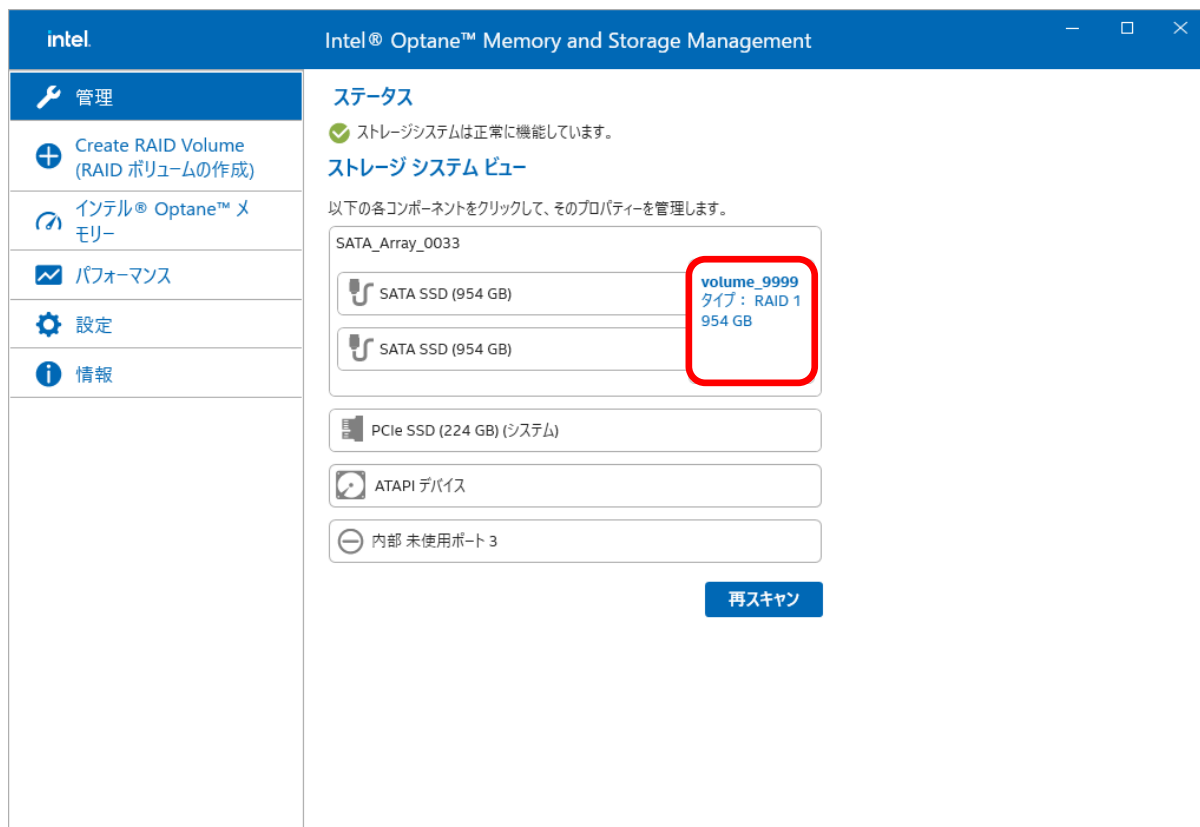 intel.
Intel® Optane™ Memory and Storage Management
管理
Create RAID Volume
(RAID ボリュームの作成)
インテル® Optane™ メ
モリー
パフォーマンス
設定
情報
ステータス
ストレージシステムは正常に機能しています。
ストレージ システム ビュー
以下の各コンポーネントをクリックして、そのプロパティーを管理します。
SATA_Array_0033
SATA SSD (954 GB)
SATA SSD (954 GB)
volume_9999
タイプ： RAID 1
954 GB
PCIe SSD (224 GB) (システム)
ATAPI デバイス
内部 未使用ポート 3
再スキャン